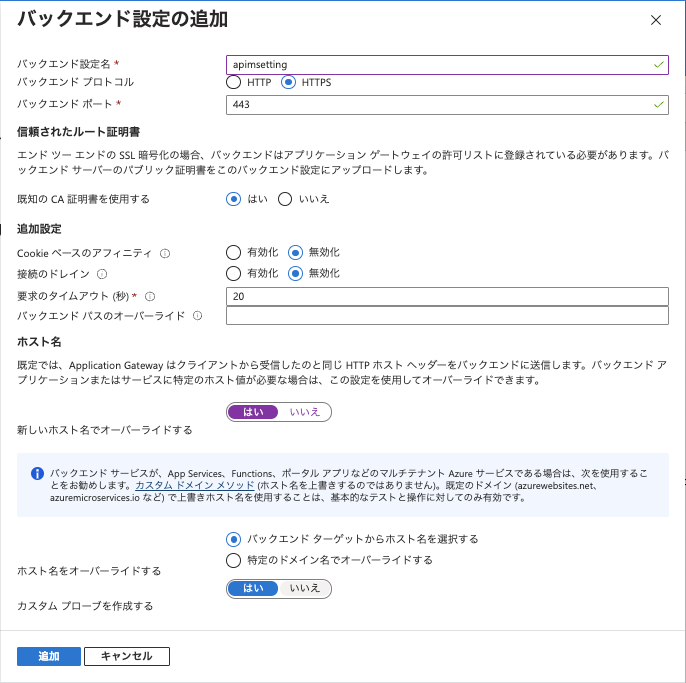 バックエンド設定の追加
バックエンド設定名 *
apimsetting
バックエンド プロトコル
HTTP HTTPS
バックエンド ポート *
443
信頼されたルート証明書
エンド ツー エンドの SSL 暗号化の場合、バックエンドはアプリケーション ゲートウェイの許可リストに登録されている必要があります。バ
ックエンド サーバーのパブリック証明書をこのバックエンド設定にアップロードします。
既知の CA 証明書を使用する
はい いいえ
追加設定
Cookie ベースのアフィニティ
有効化 無効化
接続のドレイン
有効化 無効化
要求のタイムアウト (秒) *
20
バックエンド パスのオーバーライド
ホスト名
既定では、Application Gateway はクライアントから受信したのと同じ HTTP ホスト ヘッダーをバックエンドに送信します。バックエンド ア
プリケーションまたはサービスに特定のホスト値が必要な場合は、この設定を使用してオーバーライドできます。
はい いいえ
新しいホスト名でオーバーライドする
バックエンド サービスが、App Services、Functions、ポータル アプリなどのマルチテナント Azure サービスである場合は、次を使用するこ
とをお勧めします。カスタム ドメイン メソッド (ホスト名を上書きするのではありません)。既定のドメイン (azurewebsites.net、
azuremicroservices.io など) で上書きホスト名を使用することは、基本的なテストと操作に対してのみ有効です。
バックエンド ターゲットからホスト名を選択する
特定のドメイン名でオーバーライドする
ホスト名をオーバーライドする
はい いいえ
カスタム プローブを作成する
追加 キャンセル